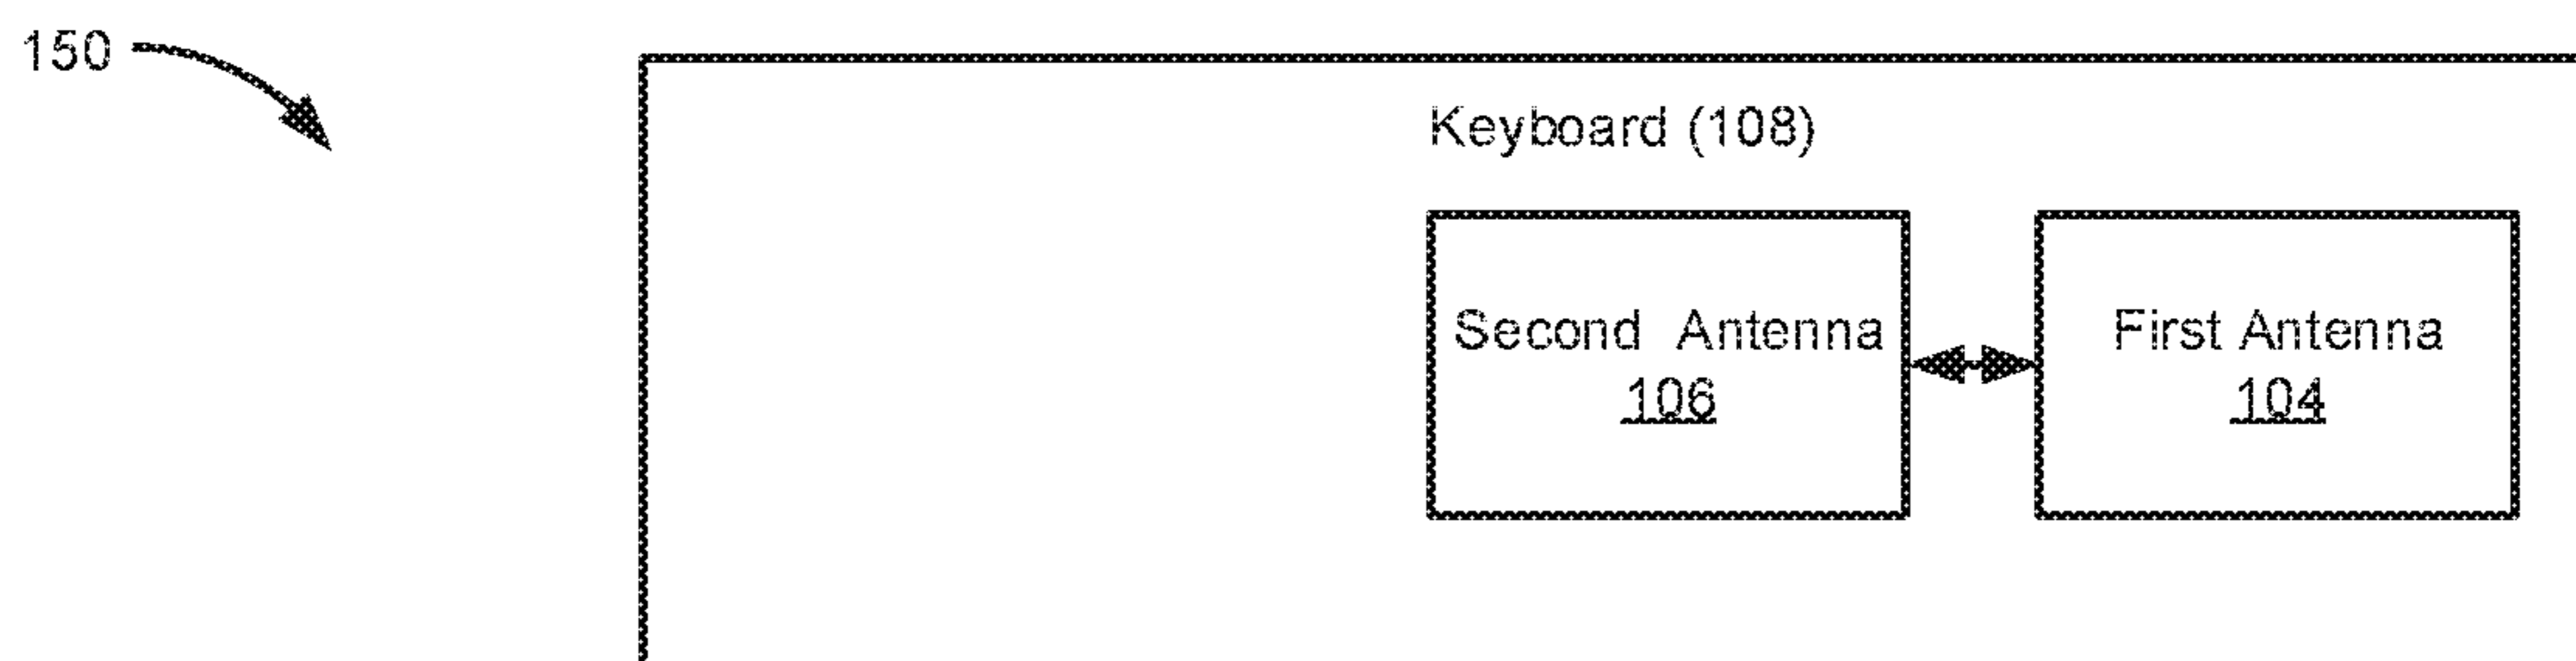 150
Keyboard (108)
Second Antenna
106
First Antenna
104